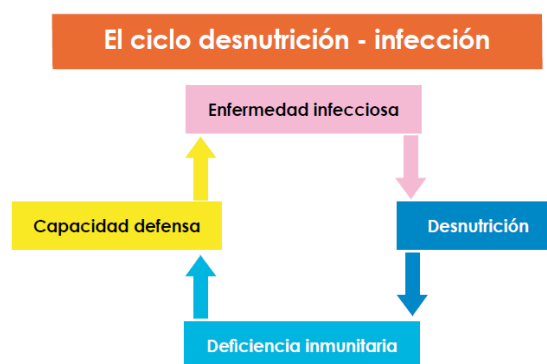 El ciclo desnutrición - infección
Enfermedad infecciosa
Capacidad defensa
Desnutrición
Deficiencia inmunitaria